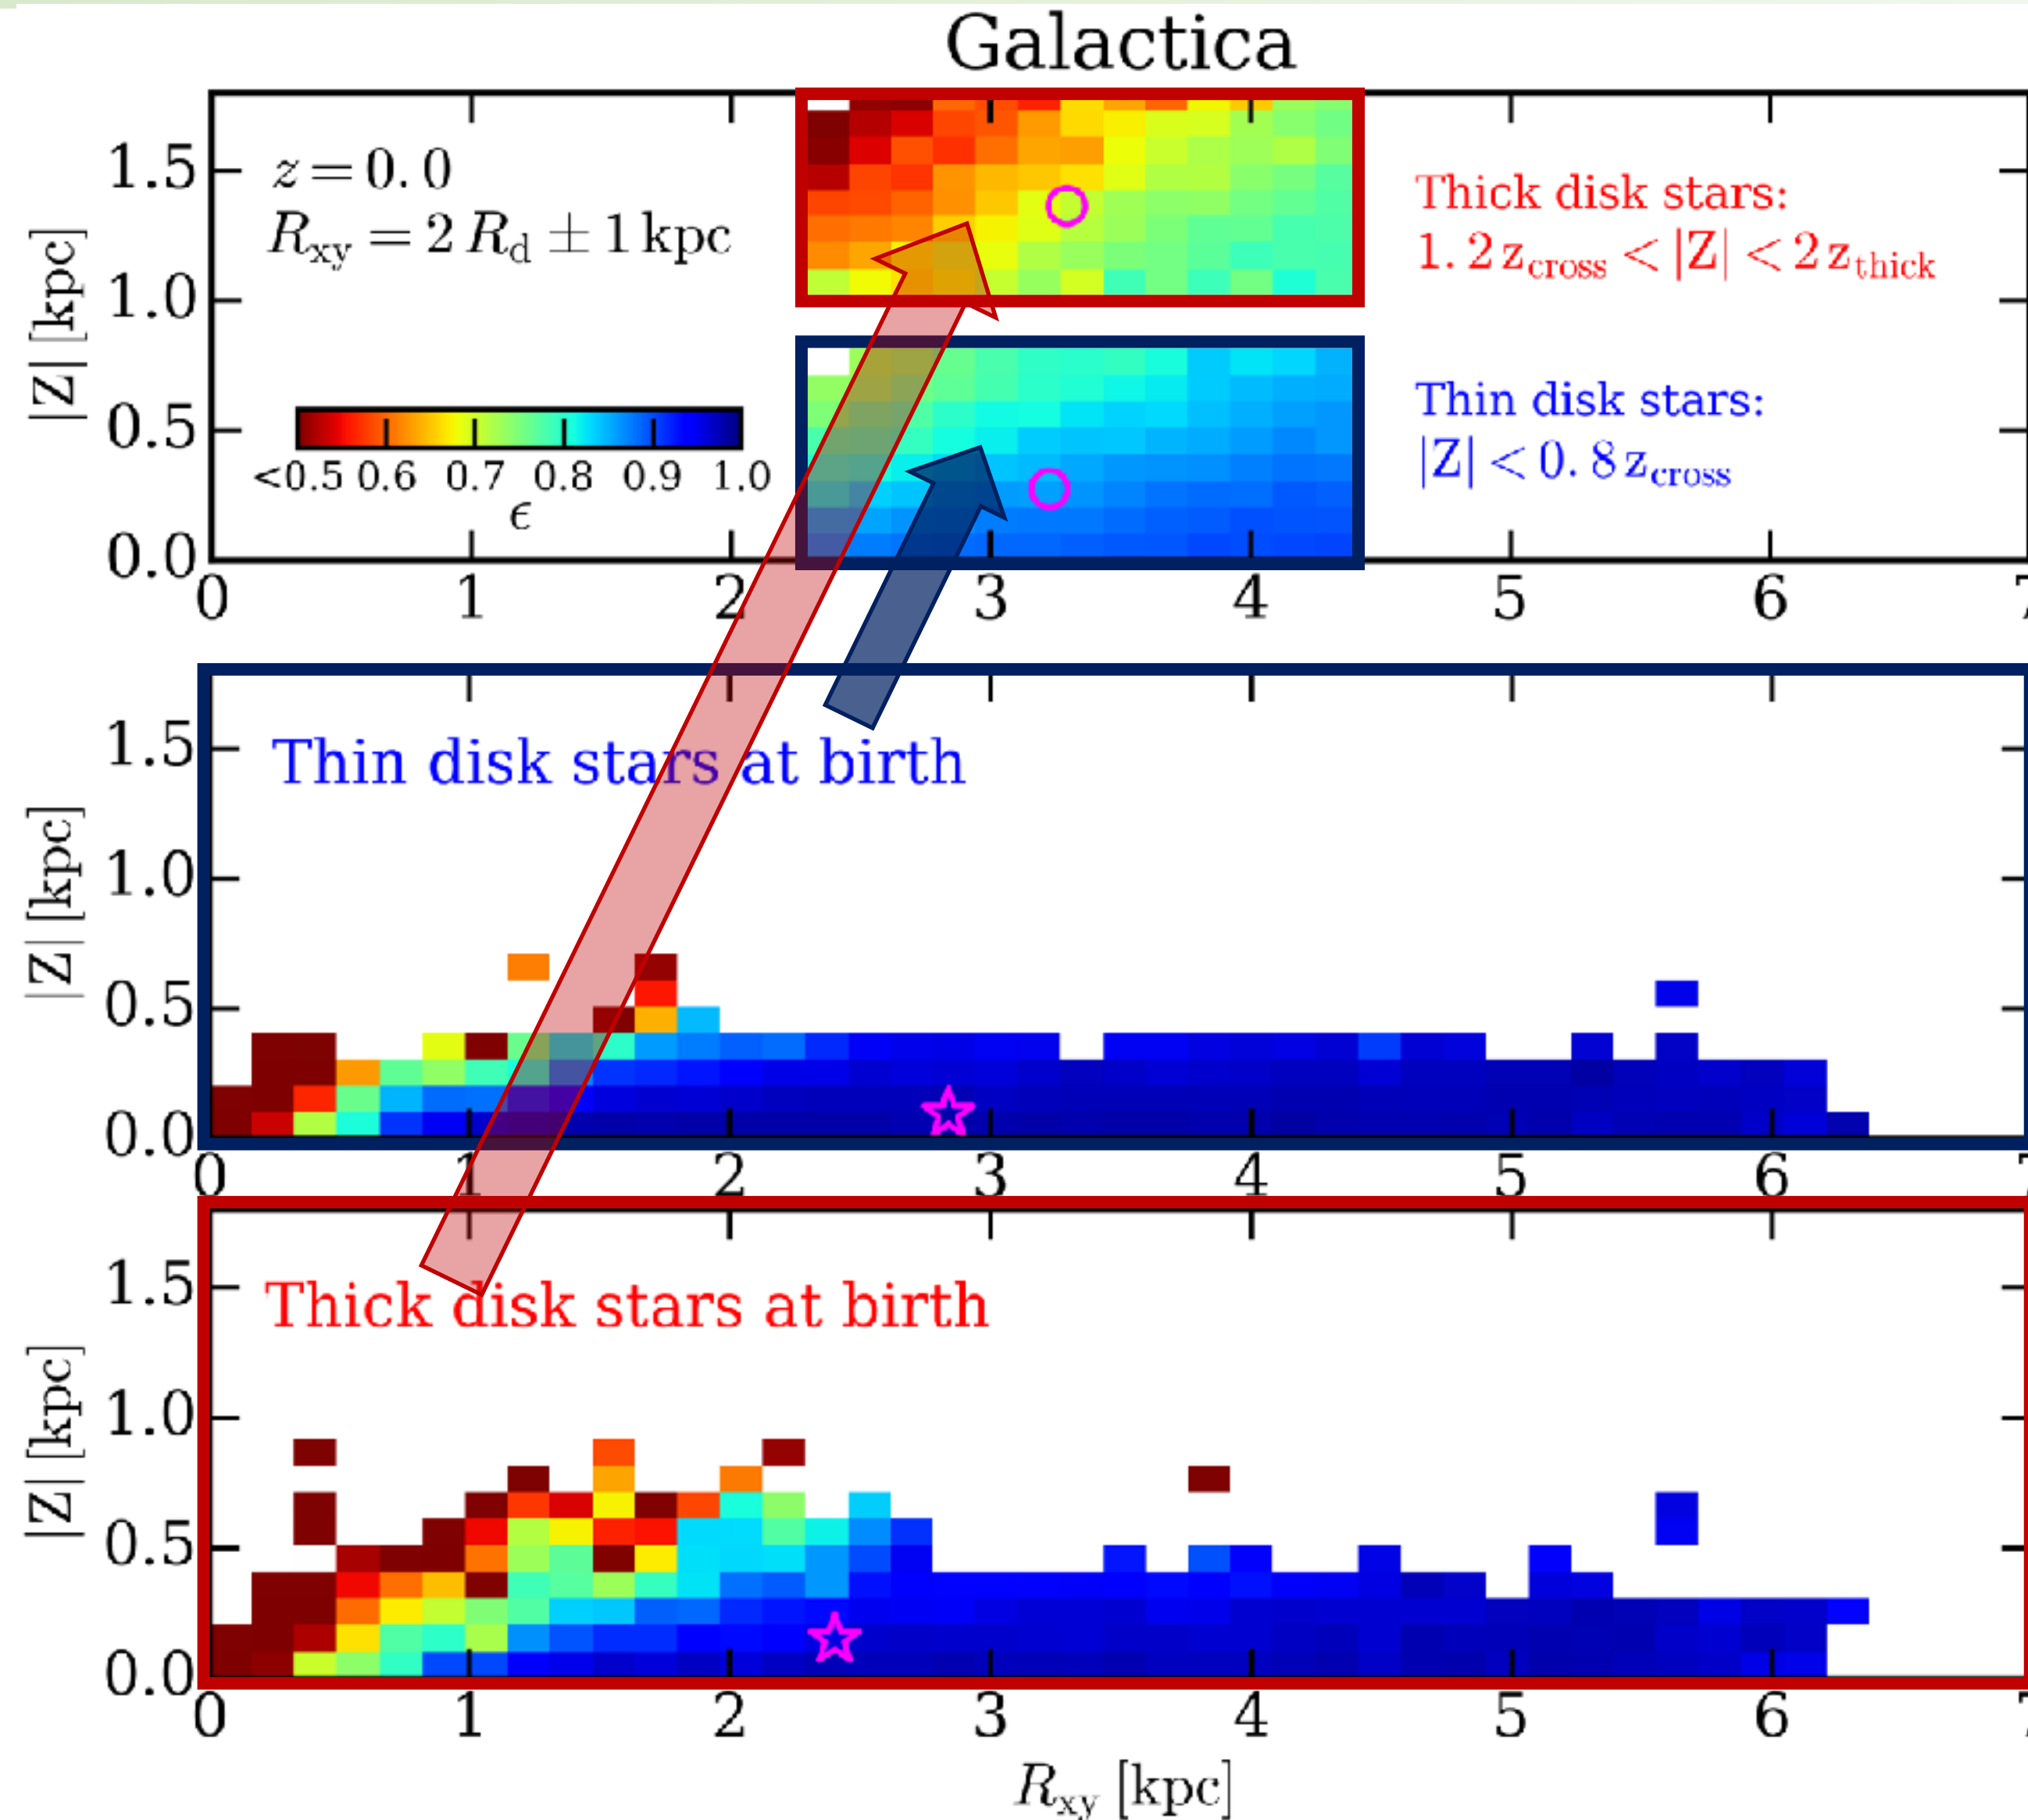 Galactica
z = 0.0
R_xy = 2 R_d ± 1 kpc
Thick disk stars:
1.2 z_cross < |Z| < 2 z_thick
Thin disk stars:
|Z| < 0.8 z_cross
|Z| [kpc]
1.5
1.0
0.5
0.0
<0.5 0.6 0.7 0.8 0.9 1.0
ϵ
0 1 2 3 4 5 6
Thin disk stars at birth
|Z| [kpc]
1.5
1.0
0.5
0.0
0 1 2 3 4 5 6
Thick disk stars at birth
|Z| [kpc]
1.5
1.0
0.5
0.0
0 1 2 3 4 5 6
R_xy [kpc]